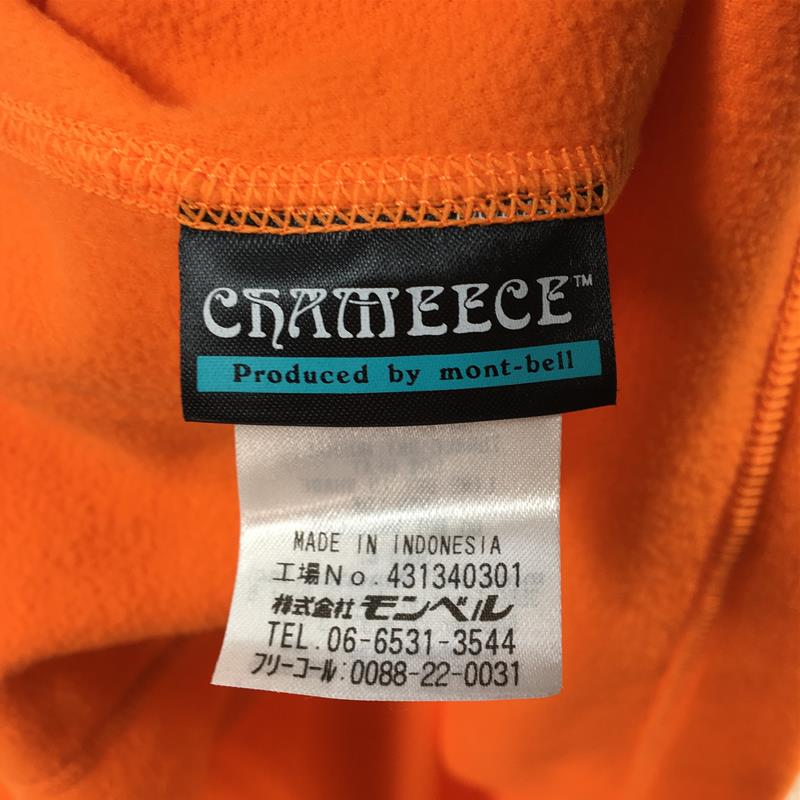 CHAMEECE™
Produced by mont-bell
MADE IN INDONESIA
工場No.431340301
株式会社 モンベル
TEL.06-6531-3544
フリーコール:0088-22-0031